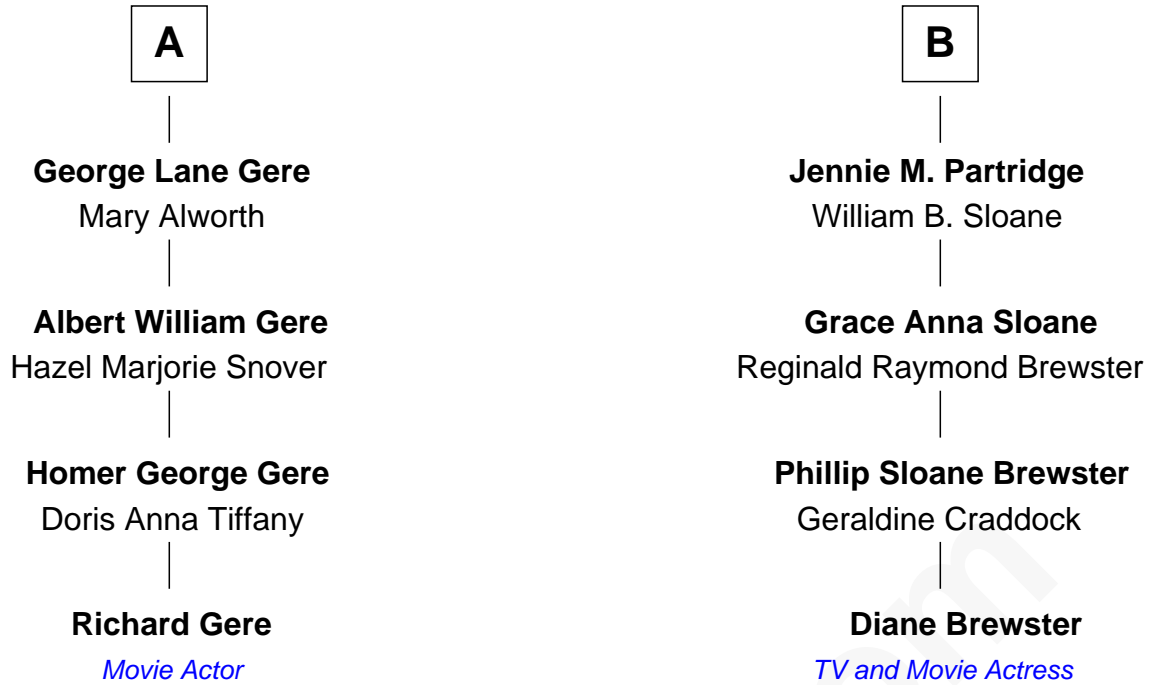 A
George Lane Gere
Mary Alworth
Albert William Gere
Hazel Marjorie Snover
Homer George Gere
Doris Anna Tiffany
Richard Gere
Movie Actor
B
Jennie M. Partridge
William B. Sloane
Grace Anna Sloane
Reginald Raymond Brewster
Phillip Sloane Brewster
Geraldine Craddock
Diane Brewster
TV and Movie Actress